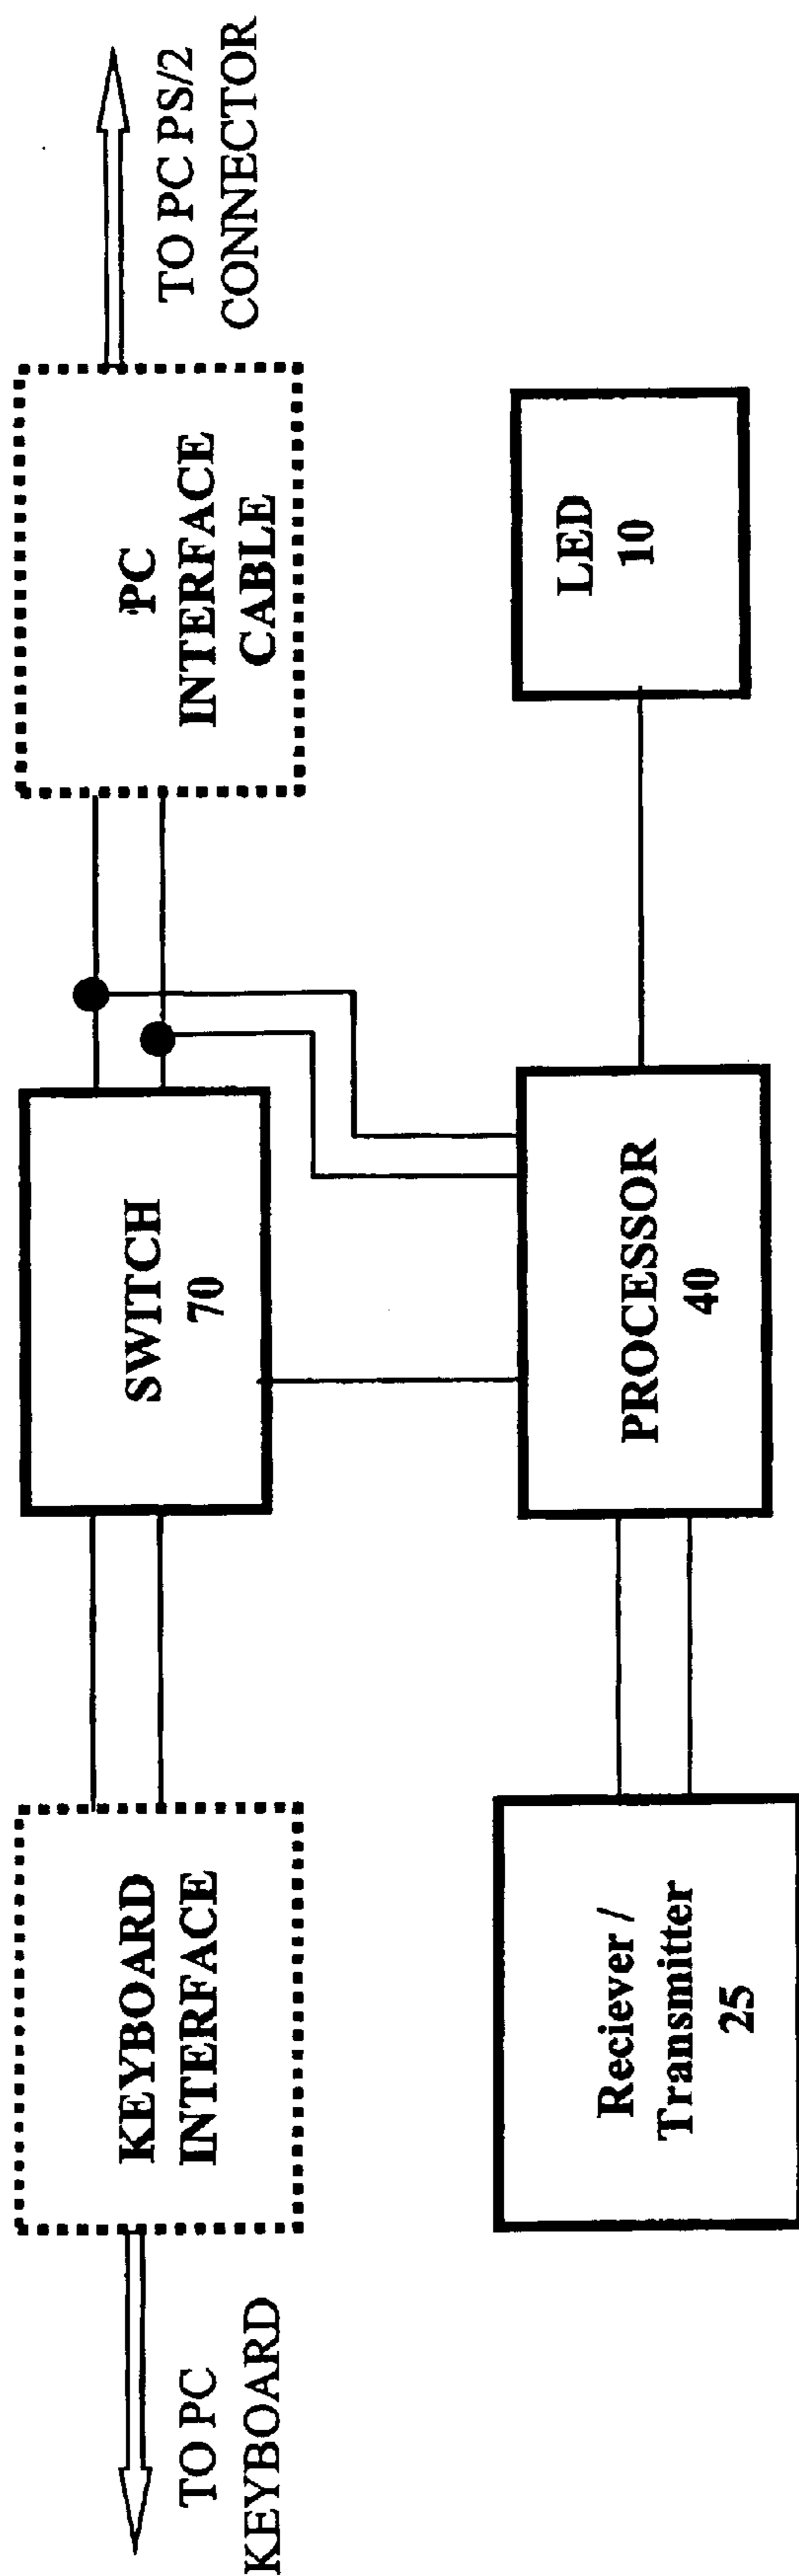 TO PC
KEYBOARD
KEYBOARD
INTERFACE
SWITCH
70
PC
INTERFACE
CABLE
TO PC PS/2
CONNECTOR
Reciever /
Transmitter
25
PROCESSOR
40
LED
10